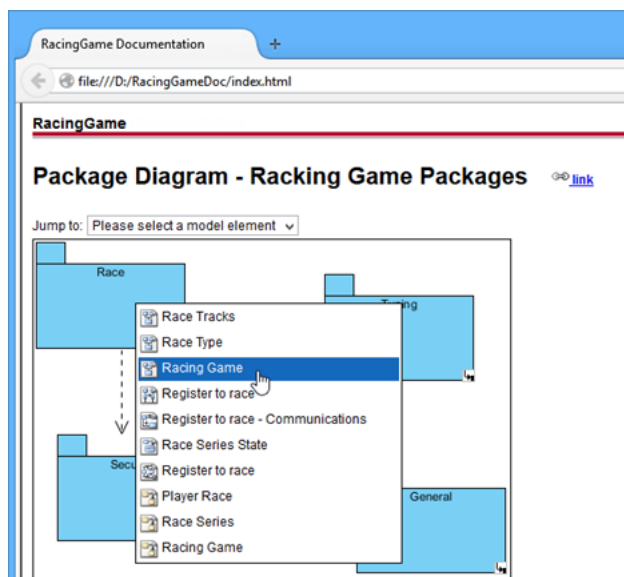 RacingGame Documentation
file:///D:/RacingGameDoc/index.html
RacingGame
Package Diagram - Racking Game Packages
link
Jump to: Please select a model element
Race
Race Tracks
Race Type
Racing Game
Register to race
Register to race - Communications
Race Series State
Register to race
Player Race
Race Series
Racing Game
General